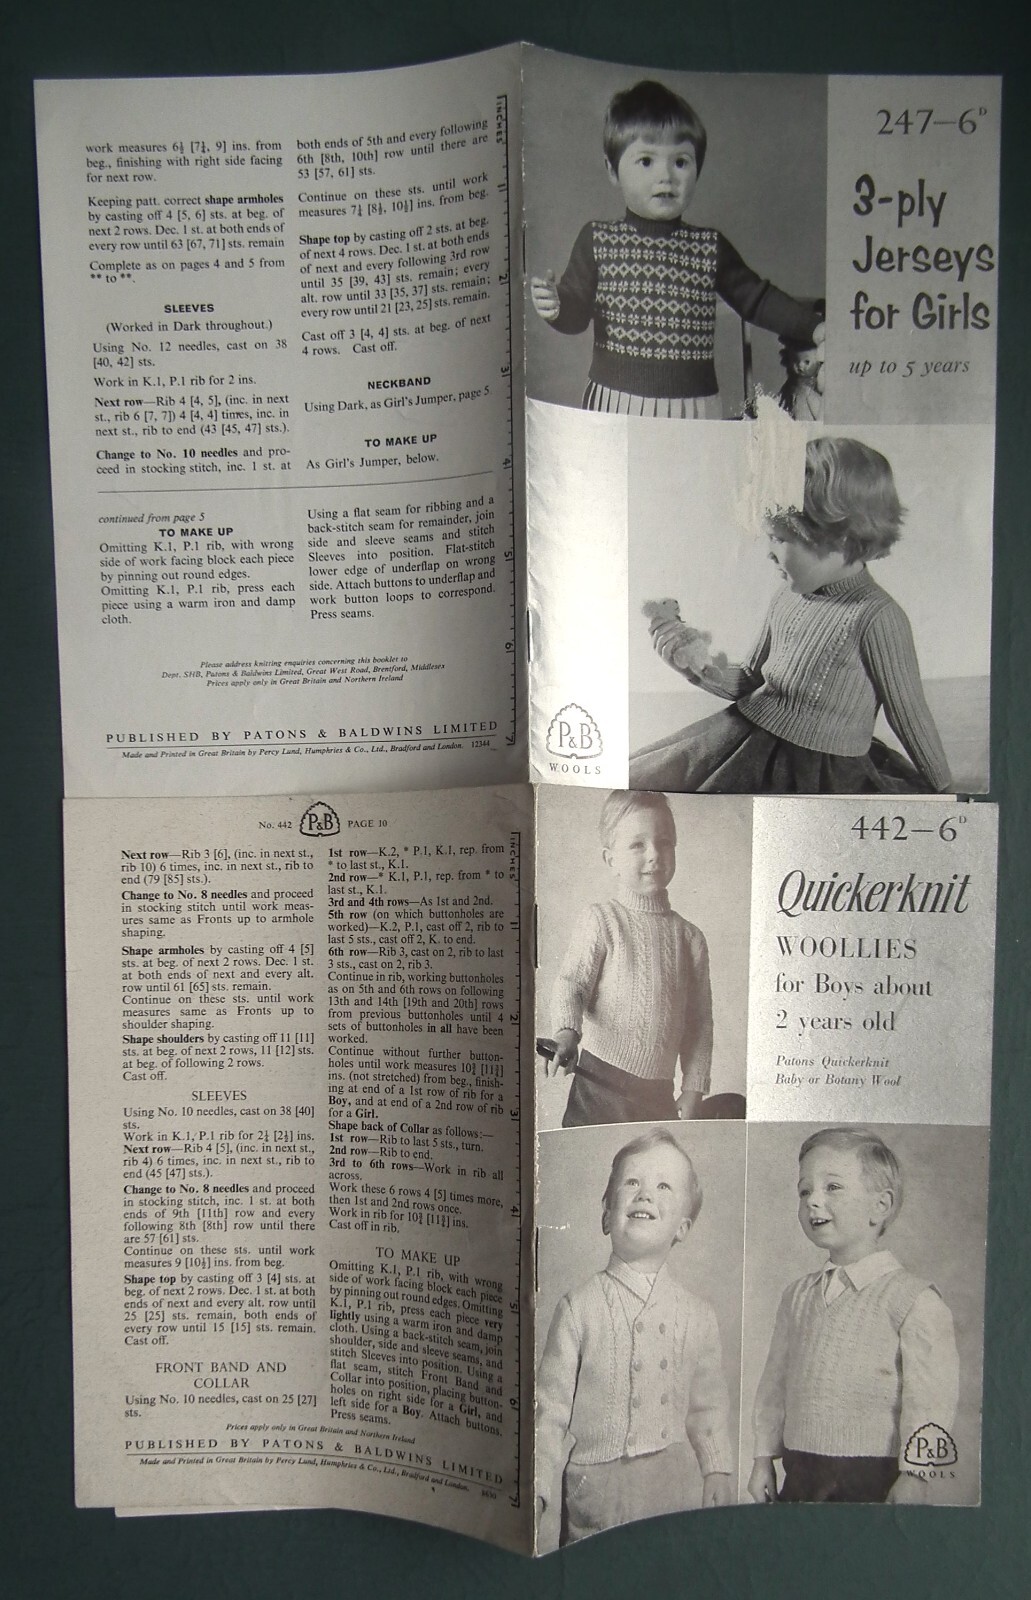 work measures 6½ [7¼, 9] ins. from
beg., finishing with right side facing
for next row.
Keeping patt. correct shape armholes
by casting off 4 [5, 6] sts. at beg. of
next 2 rows. Dec. 1 st. at both ends of
every row until 63 [67, 71] sts. remain
Complete as on pages 4 and 5 from
** to **.
SLEEVES
(Worked in Dark throughout.)
Using No. 12 needles, cast on 38
[40, 42] sts.
Work in K.1, P.1 rib for 2 ins.
Next row—Rib 4 [4, 5], (inc. in next
st., rib 6 [7, 7]) 4 [4, 4] times, inc. in
next st., rib to end (43 [45, 47] sts.).
Change to No. 10 needles and pro-
ceed in stocking stitch, inc. 1 st. at
both ends of 5th and every following
6th [8th, 10th] row until there are
53 [57, 61] sts.
Continue on these sts. until work
measures 7¼ [8½, 10½] ins. from beg.
Shape top by casting off 2 sts. at beg.
of next 4 rows. Dec. 1 st. at both ends
of next and every following 3rd row
until 35 [39, 43] sts. remain; every
alt. row until 33 [35, 37] sts. remain;
every row until 21 [23, 25] sts. remain.
Cast off 3 [4, 4] sts. at beg. of next
4 rows. Cast off.
NECKBAND
Using Dark, as Girl's Jumper, page 5
TO MAKE UP
As Girl's Jumper, below.
continued from page 5
TO MAKE UP
Omitting K.1, P.1 rib, with wrong
side of work facing block each piece
by pinning out round edges.
Omitting K.1, P.1 rib, press each
piece using a warm iron and damp
cloth.
Using a flat seam for ribbing and a
back-stitch seam for remainder, join
side and sleeve seams and stitch
Sleeves into position. Flat-stitch
lower edge of underflap on wrong
side. Attach buttons to underflap and
work button loops to correspond.
Press seams.
Please address knitting enquiries concerning this booklet to
Dept. SHB, Patons & Baldwins Limited, Great West Road, Brentford, Middlesex
Prices apply only in Great Britain and Northern Ireland
PUBLISHED BY PATONS & BALDWINS LIMITED
Made and Printed in Great Britain by Percy Lund, Humphries & Co., Ltd., Bradford and London. 12344
INCHES
1
2
3
4
5
6
7
247–6D
3-ply
Jerseys
for Girls
up to 5 years
P&B
WOOLS
No. 442 P&B PAGE 10
Next row—Rib 3 [6], (inc. in next st.,
rib 10) 6 times, inc. in next st., rib to
end (79 [85] sts.).
Change to No. 8 needles and proceed
in stocking stitch until work meas-
ures same as Fronts up to armhole
shaping.
Shape armholes by casting off 4 [5]
sts. at beg. of next 2 rows. Dec. 1 st.
at both ends of next and every alt.
row until 61 [65] sts. remain.
Continue on these sts. until work
measures same as Fronts up to
shoulder shaping.
Shape shoulders by casting off 11 [11]
sts. at beg. of next 2 rows, 11 [12] sts.
at beg. of following 2 rows.
Cast off.
SLEEVES
Using No. 10 needles, cast on 38 [40]
sts.
Work in K.1, P.1 rib for 2¼ [2½] ins.
Next row—Rib 4 [5], (inc. in next st.,
rib 4) 6 times, inc. in next st., rib to
end (45 [47] sts.).
Change to No. 8 needles and proceed
in stocking stitch, inc. 1 st. at both
ends of 9th [11th] row and every
following 8th [8th] row until there
are 57 [61] sts.
Continue on these sts. until work
measures 9 [10½] ins. from beg.
Shape top by casting off 3 [4] sts. at
beg. of next 2 rows. Dec. 1 st. at both
ends of next and every alt. row until
25 [25] sts. remain, both ends of
every row until 15 [15] sts. remain.
Cast off.
FRONT BAND AND
COLLAR
Using No. 10 needles, cast on 25 [27]
sts.
1st row—K.2, * P.1, K.1, rep. from
* to last st., K.1.
2nd row—* K.1, P.1, rep. from * to
last st., K.1.
3rd and 4th rows—As 1st and 2nd.
5th row (on which buttonholes are
worked)—K.2, P.1, cast off 2, rib to
last 5 sts., cast off 2, K. to end.
6th row—Rib 3, cast on 2, rib to last
3 sts., cast on 2, rib 3.
Continue in rib, working buttonholes
as on 5th and 6th rows on following
13th and 14th [19th and 20th] rows
from previous buttonholes until 4
sets of buttonholes in all have been
worked.
Continue without further button-
holes until work measures 10¾ [11¾]
ins. (not stretched) from beg., finish-
ing at end of a 1st row of rib for a
Boy, and at end of a 2nd row of rib
for a Girl.
Shape back of Collar as follows:—
1st row—Rib to last 5 sts., turn.
2nd row—Rib to end.
3rd to 6th rows—Work in rib all
across.
Work these 6 rows 4 [5] times more,
then 1st and 2nd rows once.
Work in rib for 10¾ [11¾] ins.
Cast off in rib.
TO MAKE UP
Omitting K.1, P.1 rib, with wrong
side of work facing block each piece
by pinning out round edges. Omitting
K.1, P.1 rib, press each piece very
lightly using a warm iron and damp
cloth. Using a back-stitch seam, join
shoulder, side and sleeve seams, and
stitch Sleeves into position. Using a
flat seam, stitch Front Band and
Collar into position, placing button-
holes on right side for a Girl, and
left side for a Boy. Attach buttons.
Press seams.
Prices apply only in Great Britain and Northern Ireland
PUBLISHED BY PATONS & BALDWINS LIMITED
Made and Printed in Great Britain by Percy Lund, Humphries & Co., Ltd., Bradford and London.
INCHES
1
2
3
4
5
6
7
442–6D
Quickerknit
WOOLLIES
for Boys about
2 years old
Patons Quickerknit
Baby or Botany Wool
P&B
WOOLS